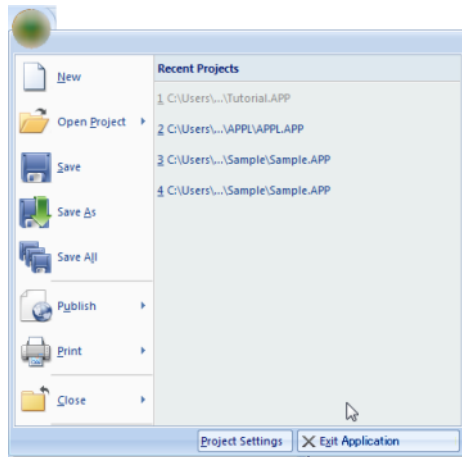 New
Open Project
Save
Save As
Save All
Publish
Print
Close
Recent Projects
1 C:\Users\...\Tutorial.APP
2 C:\Users\...\APPL\APPL.APP
3 C:\Users\...\Sample\Sample.APP
4 C:\Users\...\Sample\Sample.APP
Project Settings
Exit Application